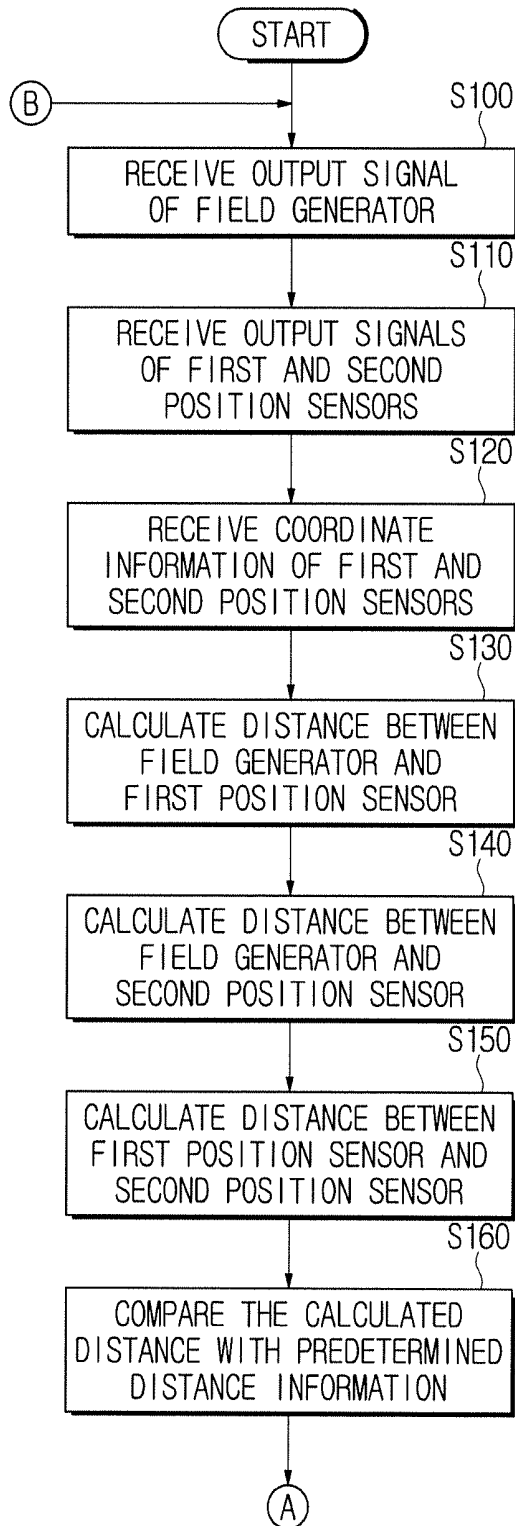 START
B
S100
RECEIVE OUTPUT SIGNAL
OF FIELD GENERATOR
S110
RECEIVE OUTPUT SIGNALS
OF FIRST AND SECOND
POSITION SENSORS
S120
RECEIVE COORDINATE
INFORMATION OF FIRST AND
SECOND POSITION SENSORS
S130
CALCULATE DISTANCE BETWEEN
FIELD GENERATOR AND
FIRST POSITION SENSOR
S140
CALCULATE DISTANCE BETWEEN
FIELD GENERATOR AND
SECOND POSITION SENSOR
S150
CALCULATE DISTANCE BETWEEN
FIRST POSITION SENSOR AND
SECOND POSITION SENSOR
S160
COMPARE THE CALCULATED
DISTANCE WITH PREDETERMINED
DISTANCE INFORMATION
A